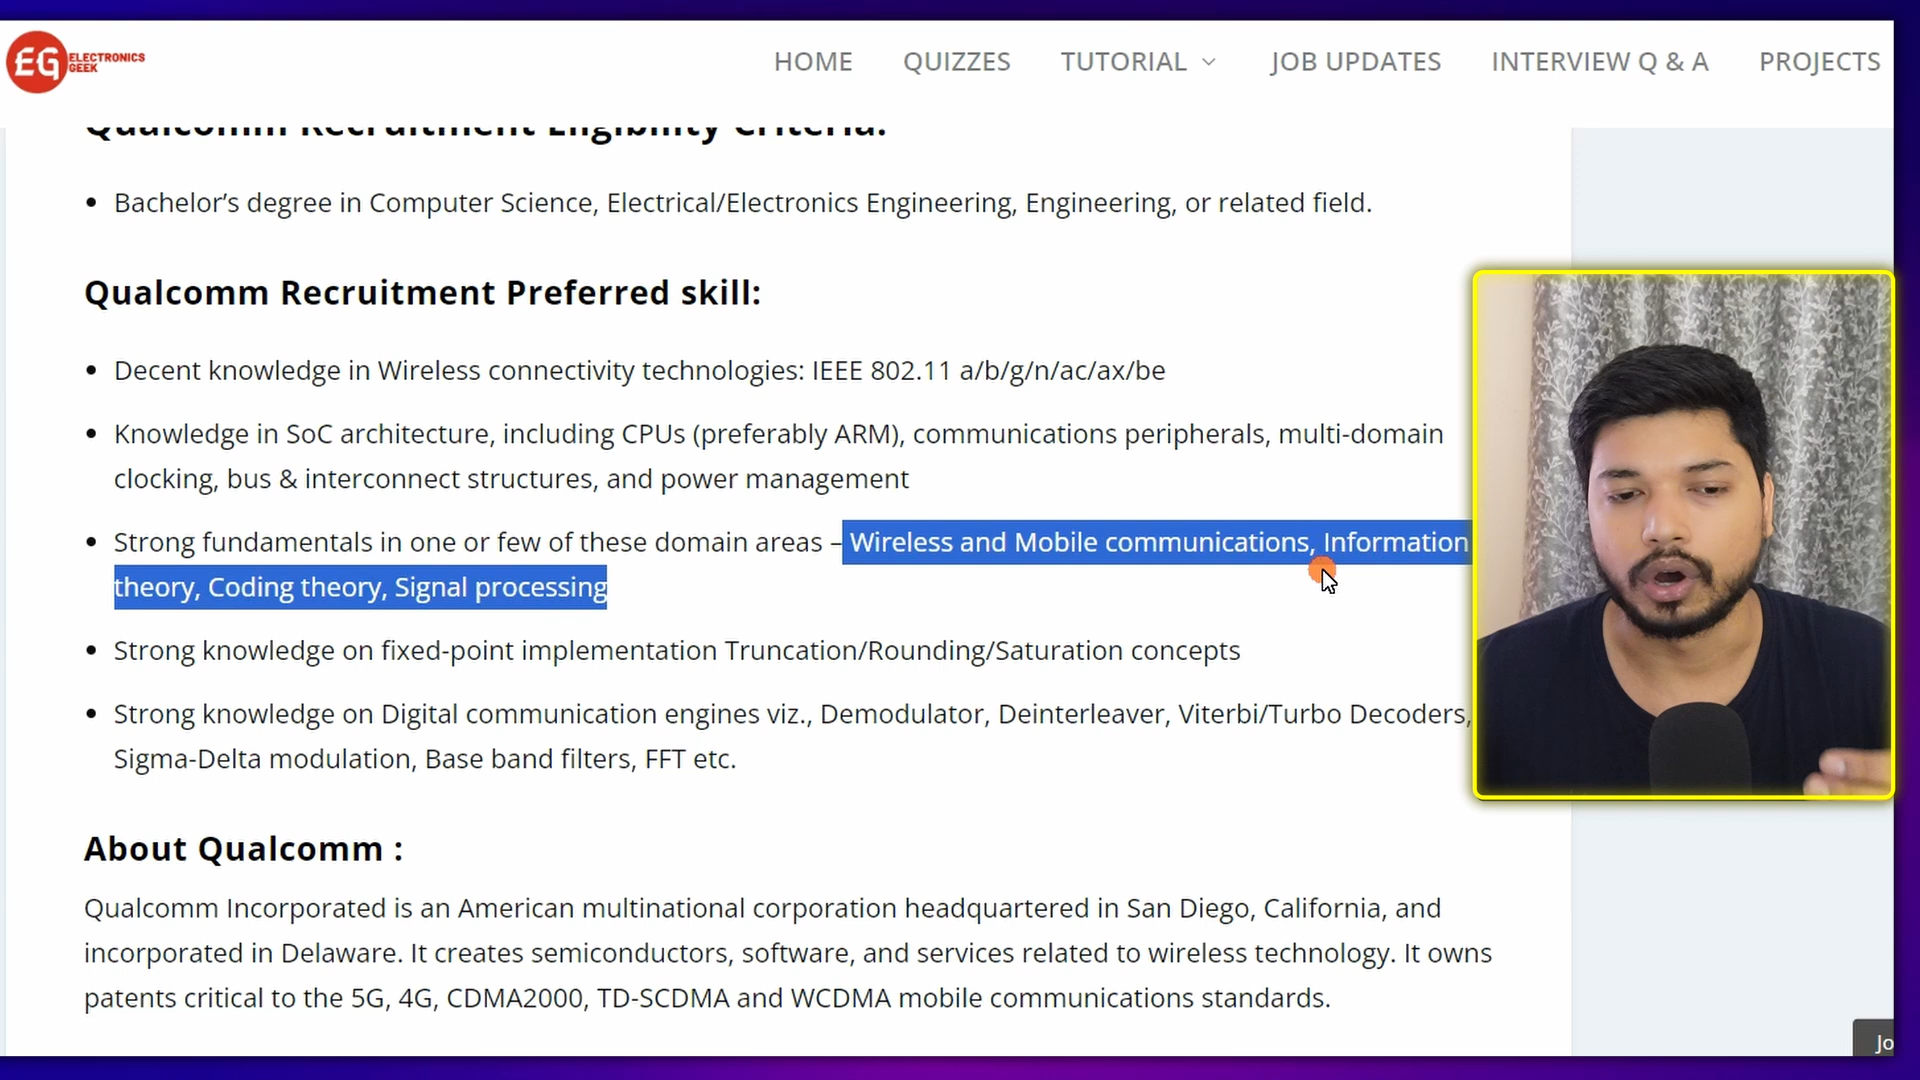 EG ELECTRONICS
GEEK
HOME QUIZZES TUTORIAL JOB UPDATES INTERVIEW Q & A PROJECTS
Qualcomm Recruitment Eligibility Criteria:
• Bachelor’s degree in Computer Science, Electrical/Electronics Engineering, Engineering, or related field.
Qualcomm Recruitment Preferred skill:
• Decent knowledge in Wireless connectivity technologies: IEEE 802.11 a/b/g/n/ac/ax/be
• Knowledge in SoC architecture, including CPUs (preferably ARM), communications peripherals, multi-domain
clocking, bus & interconnect structures, and power management
• Strong fundamentals in one or few of these domain areas – Wireless and Mobile communications, Information
theory, Coding theory, Signal processing
• Strong knowledge on fixed-point implementation Truncation/Rounding/Saturation concepts
• Strong knowledge on Digital communication engines viz., Demodulator, Deinterleaver, Viterbi/Turbo Decoders,
Sigma-Delta modulation, Base band filters, FFT etc.
About Qualcomm :
Qualcomm Incorporated is an American multinational corporation headquartered in San Diego, California, and
incorporated in Delaware. It creates semiconductors, software, and services related to wireless technology. It owns
patents critical to the 5G, 4G, CDMA2000, TD-SCDMA and WCDMA mobile communications standards.
Jo